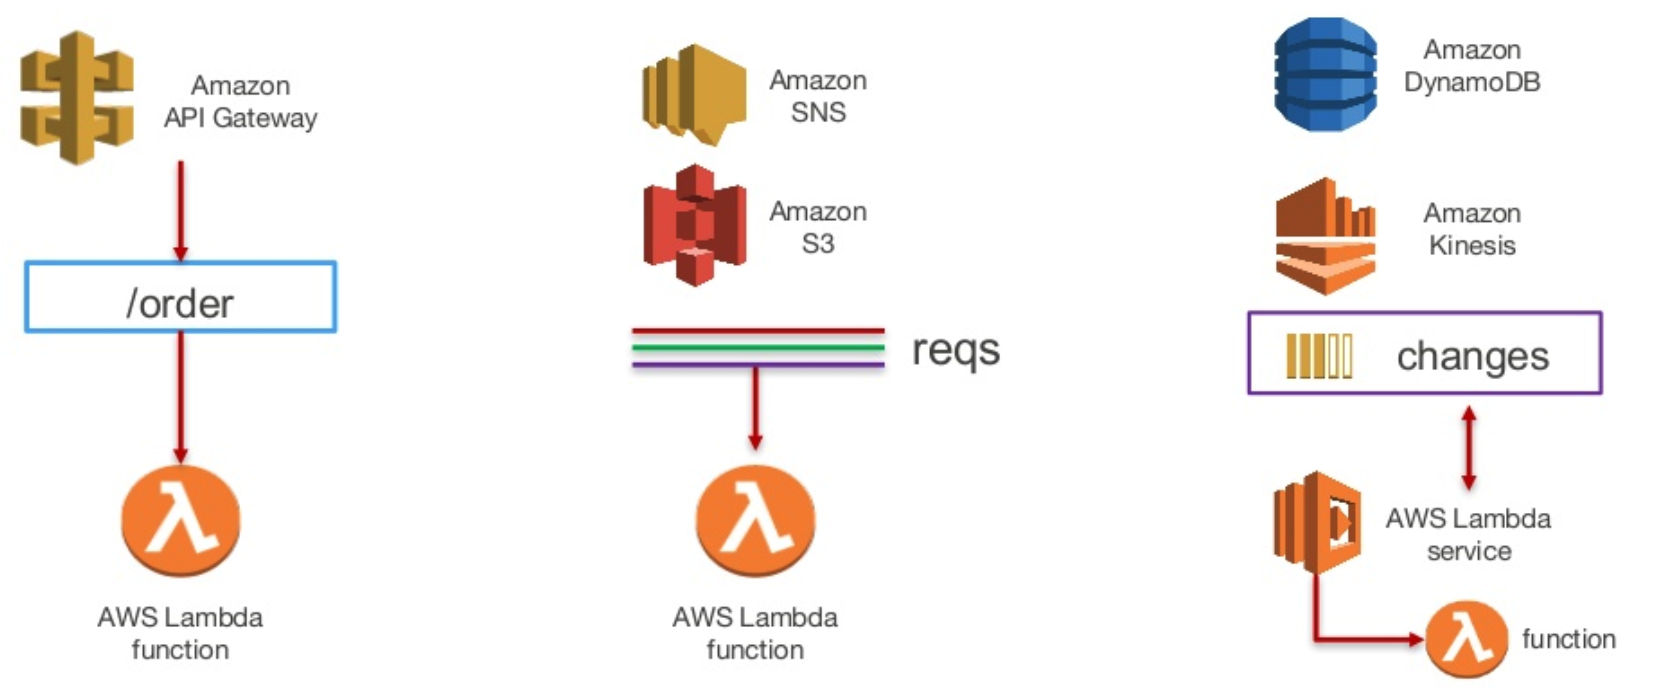 Amazon
API Gateway
/order
AWS Lambda
function
Amazon
SNS
Amazon
S3
reqs
AWS Lambda
function
Amazon
DynamoDB
Amazon
Kinesis
changes
AWS Lambda
service
function